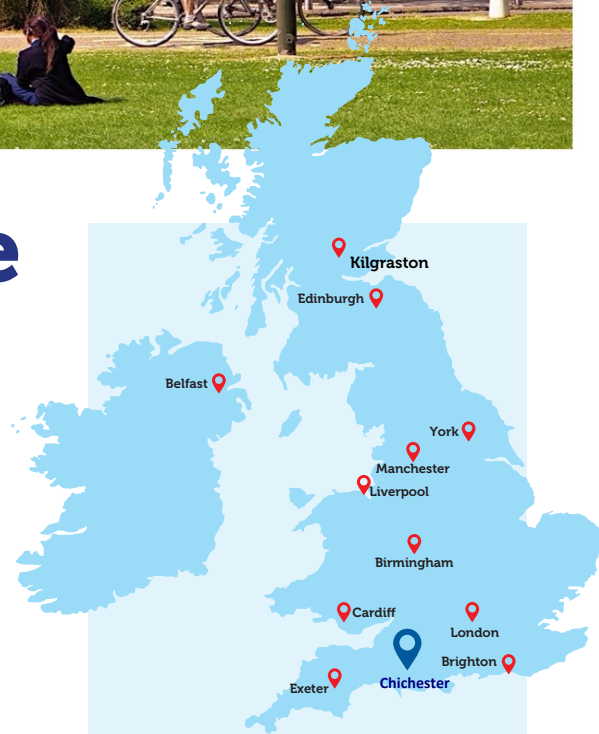 e
Kilgraston
Edinburgh
Belfast
York
Manchester
Liverpool
Birmingham
Cardiff
London
Brighton
Chichester
Exeter